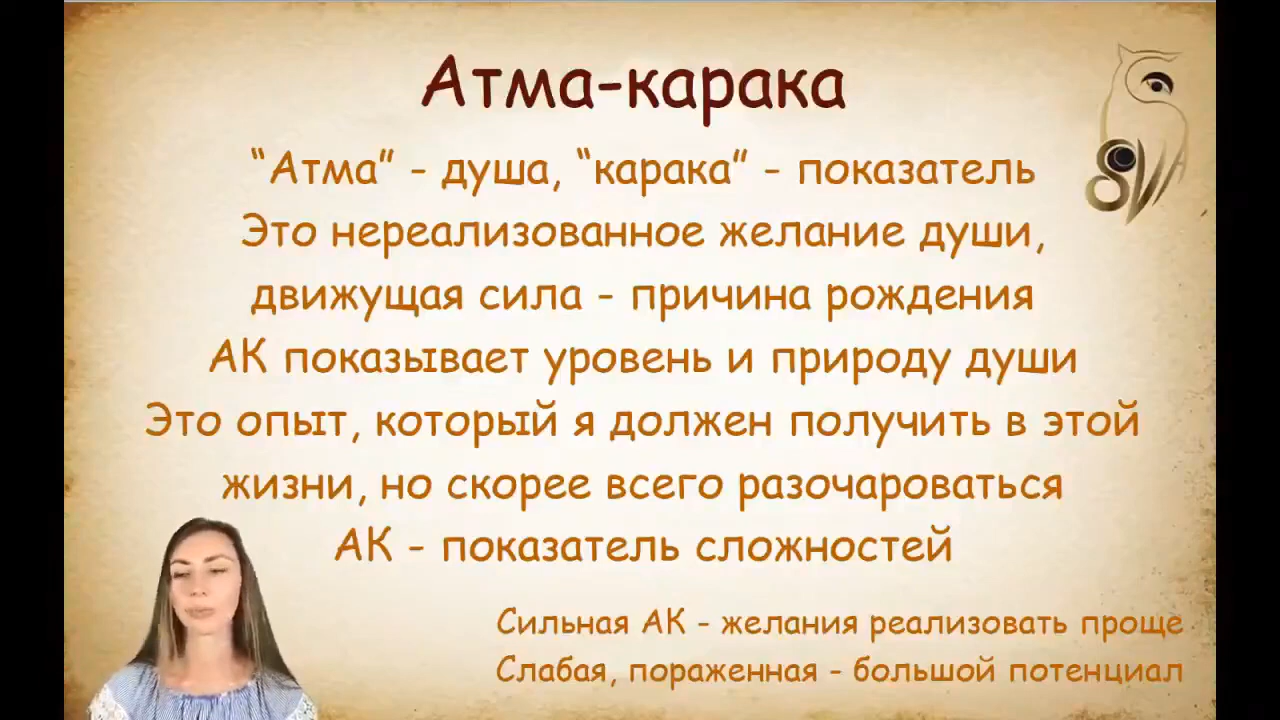 Атма-карака
“Атма” - душа, “карака” - показатель
Это нереализованное желание души,
движущая сила - причина рождения
АК показывает уровень и природу души
Это опыт, который я должен получить в этой
жизни, но скорее всего разочароваться
АК - показатель сложностей
Сильная АК - желания реализовать проще
Слабая, пораженная - большой потенциал
SVA